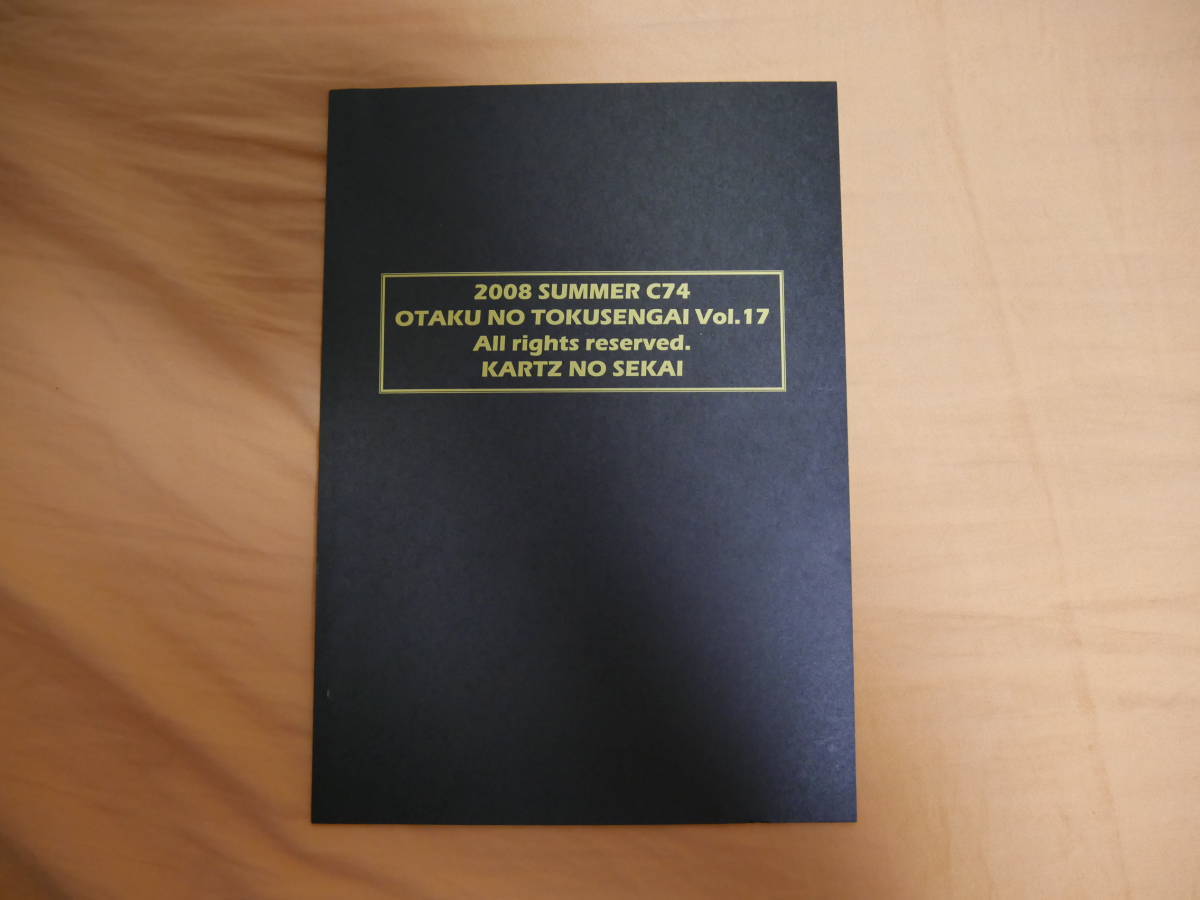 2008 SUMMER C74
OTAKU NO TOKUSENGAI Vol.17
All rights reserved.
KARTZ NO SEKAI